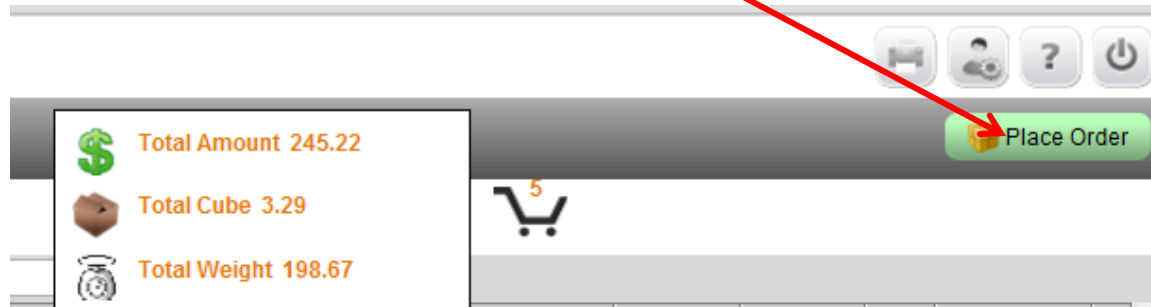 ?
Place Order
Total Amount 245.22
5
Total Cube 3.29
Total Weight 198.67